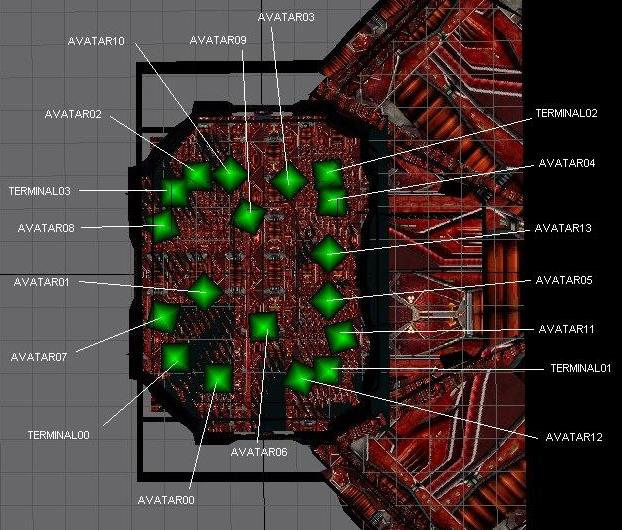 AVATAR03
AVATAR10
AVATAR09
AVATAR02
TERMINAL02
AVATAR04
TERMINAL03
AVATAR08
AVATAR13
AVATAR01
AVATAR05
AVATAR11
AVATAR07
TERMINAL01
TERMINAL00
AVATAR12
AVATAR06
AVATAR00